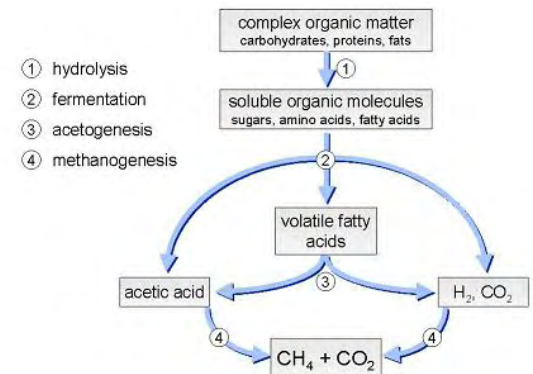 complex organic matter
carbohydrates, proteins, fats
① hydrolysis
② fermentation
③ acetogenesis
④ methanogenesis
①
soluble organic molecules
sugars, amino acids, fatty acids
②
volatile fatty
acids
acetic acid
③
H₂, CO₂
④
④
CH₄ + CO₂